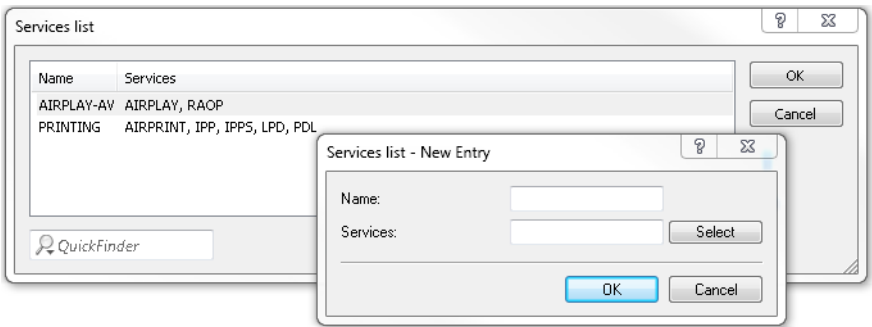 Services list
Name Services
OK
AIRPLAY-AV AIRPLAY, RAOP
Cancel
PRINTING AIRPRINT, IPP, IPPS, LPD, PDL
QuickFinder
Services list - New Entry
Name:
Services:
Select
OK Cancel